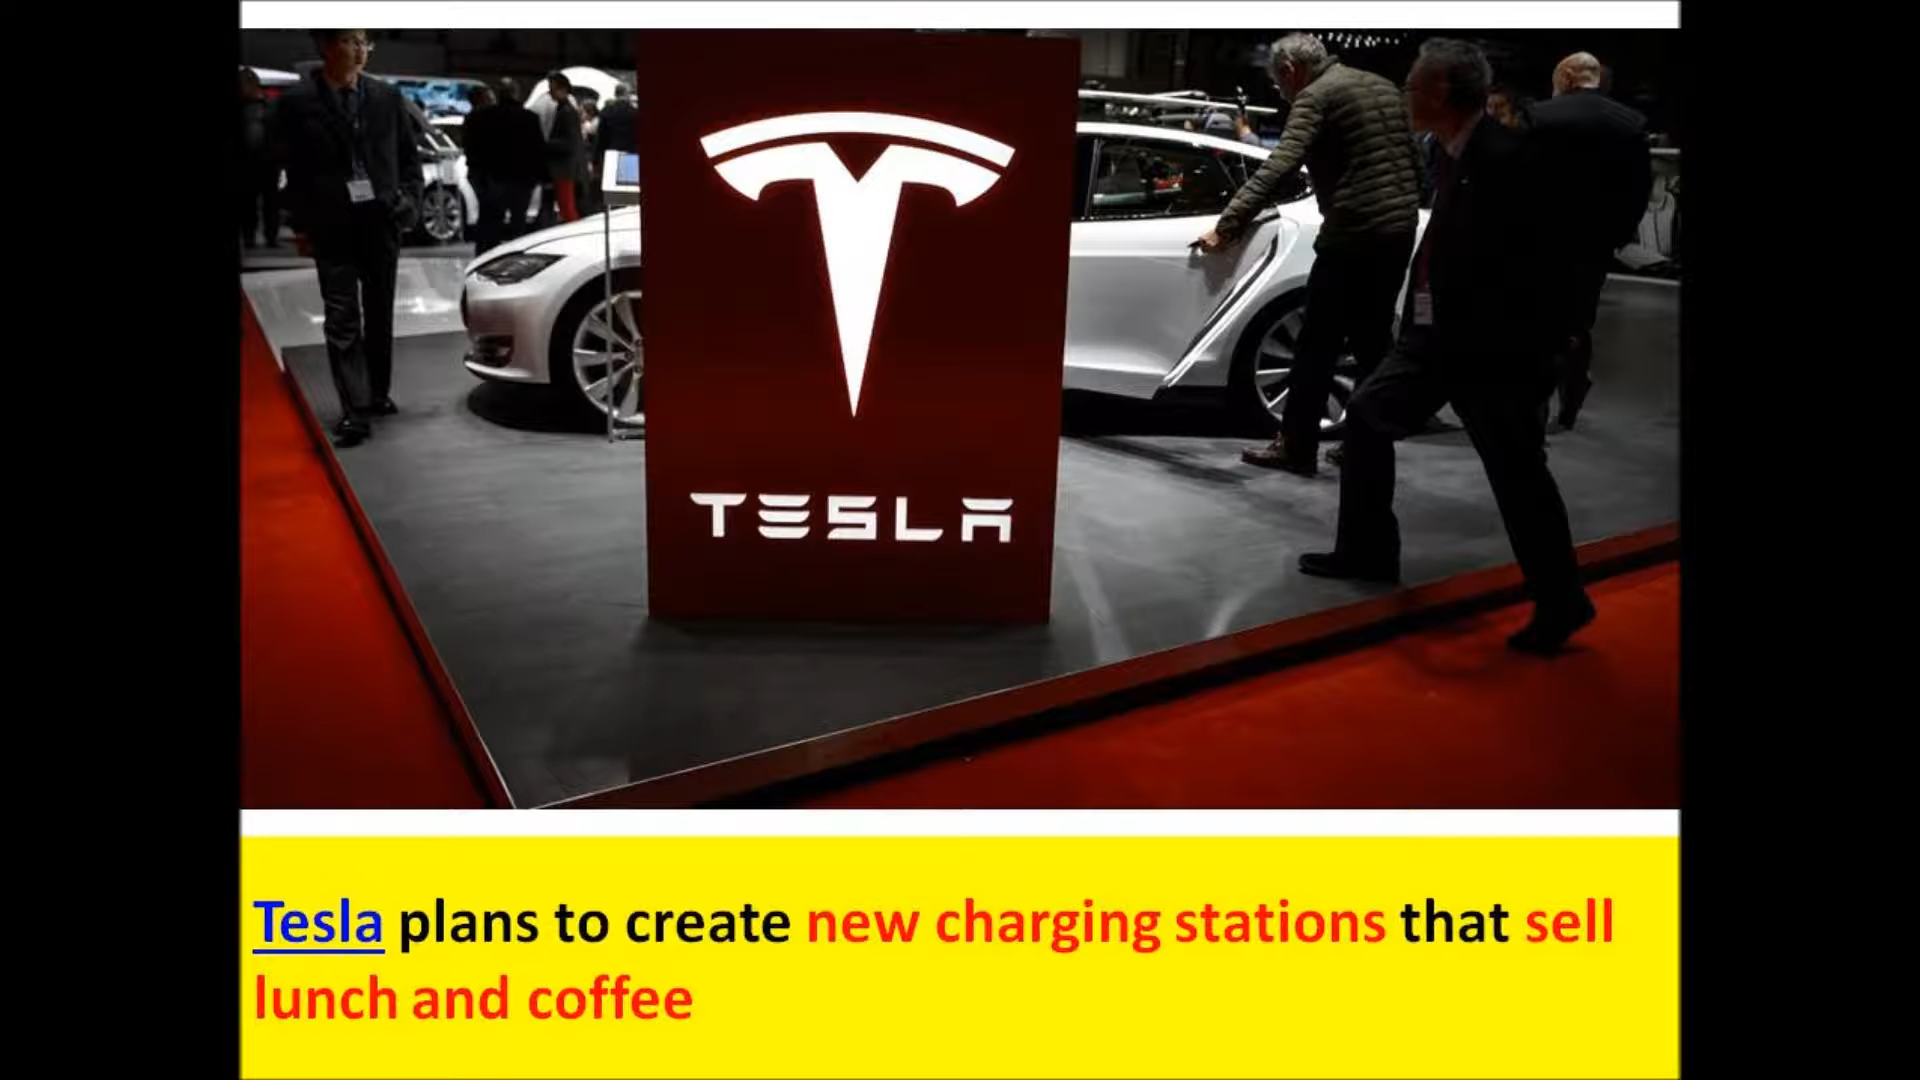 TESLA
Tesla plans to create new charging stations that sell
lunch and coffee